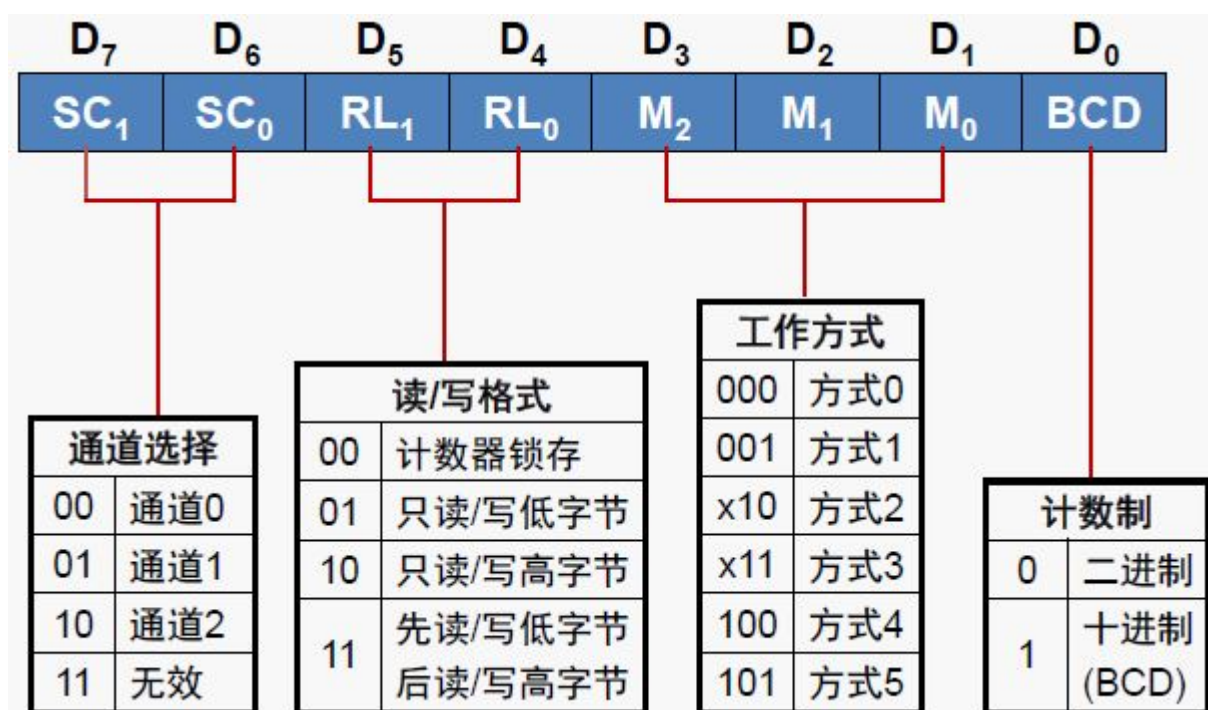 D₇ D₆ D₅ D₄ D₃ D₂ D₁ D₀
SC₁ SC₀ RL₁ RL₀ M₂ M₁ M₀ BCD
通道选择
00 通道0
01 通道1
10 通道2
11 无效
读/写格式
00 计数器锁存
01 只读/写低字节
10 只读/写高字节
11 先读/写低字节
后读/写高字节
工作方式
000 方式0
001 方式1
x10 方式2
x11 方式3
100 方式4
101 方式5
计数制
0 二进制
1 十进制
(BCD)